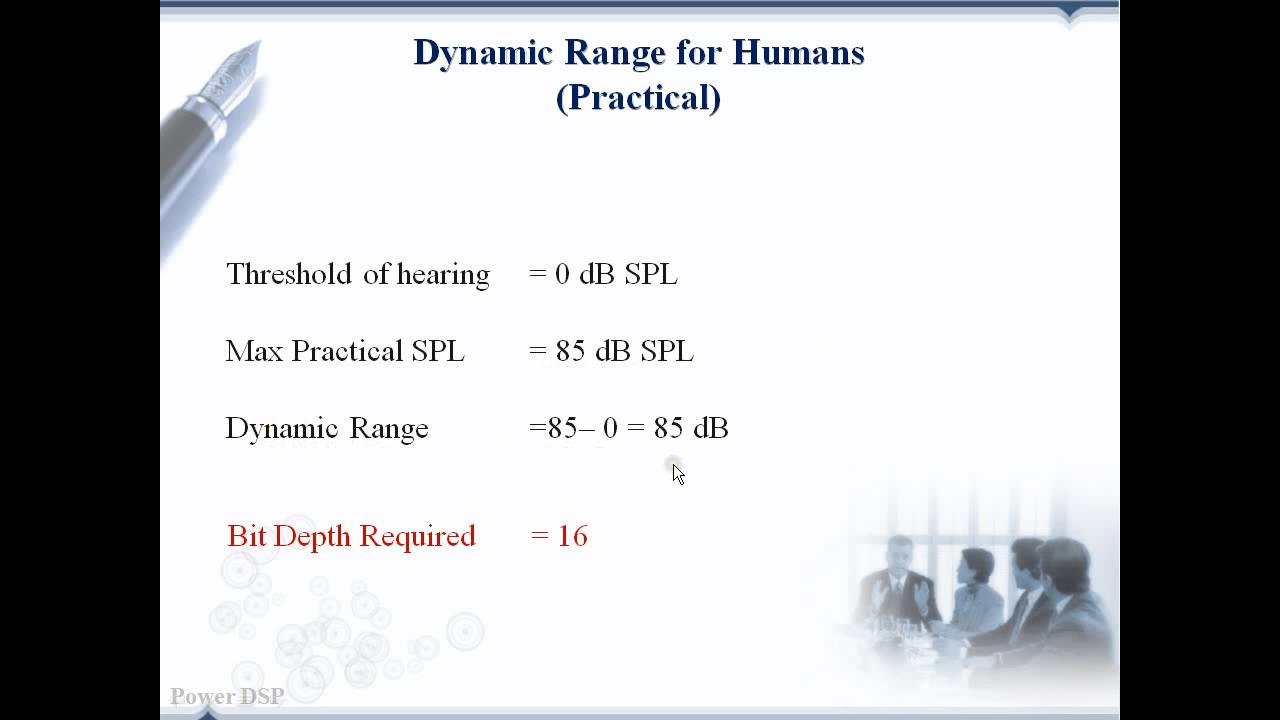 Dynamic Range for Humans
(Practical)
Threshold of hearing = 0 dB SPL
Max Practical SPL = 85 dB SPL
Dynamic Range =85– 0 = 85 dB
Bit Depth Required = 16
Power DSP